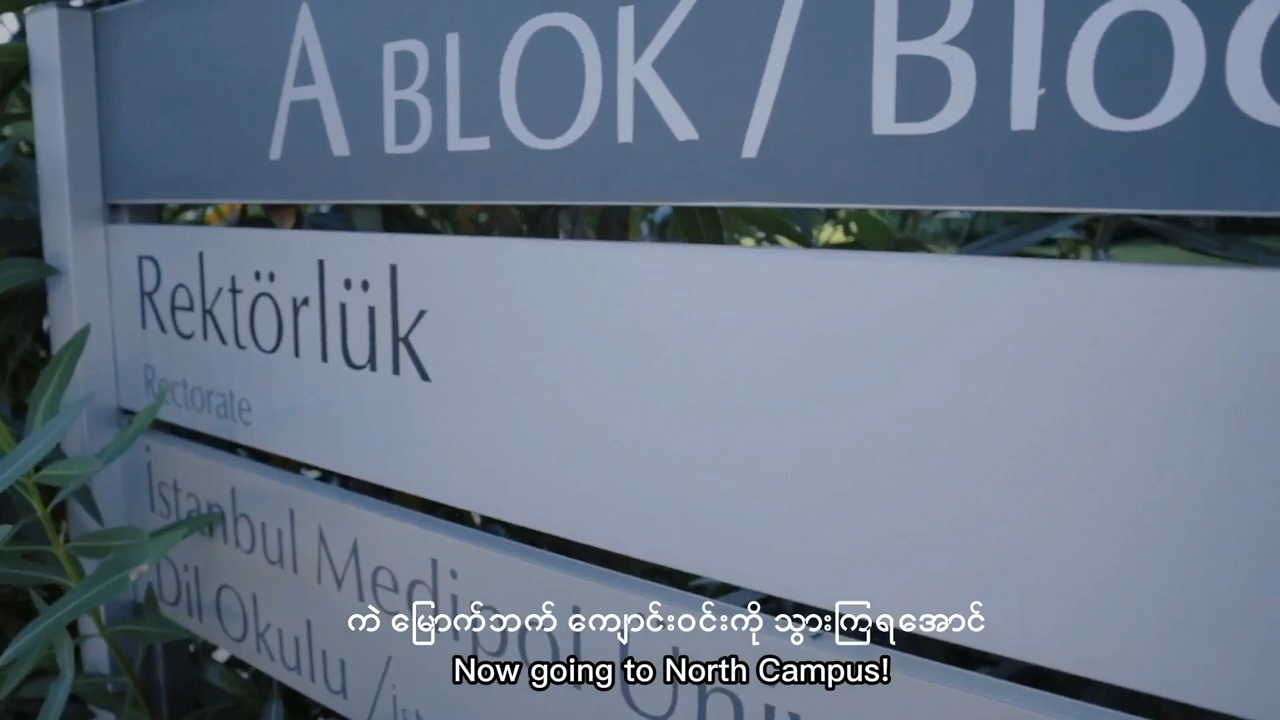 A BLOK / Bloc
Rektörlük
Rectorate
İstanbul Medipol Üni
Dil Okulu / İst
ကဲ မြောက်ဘက် ကျောင်းဝင်းကို သွားကြရအောင်
Now going to North Campus!